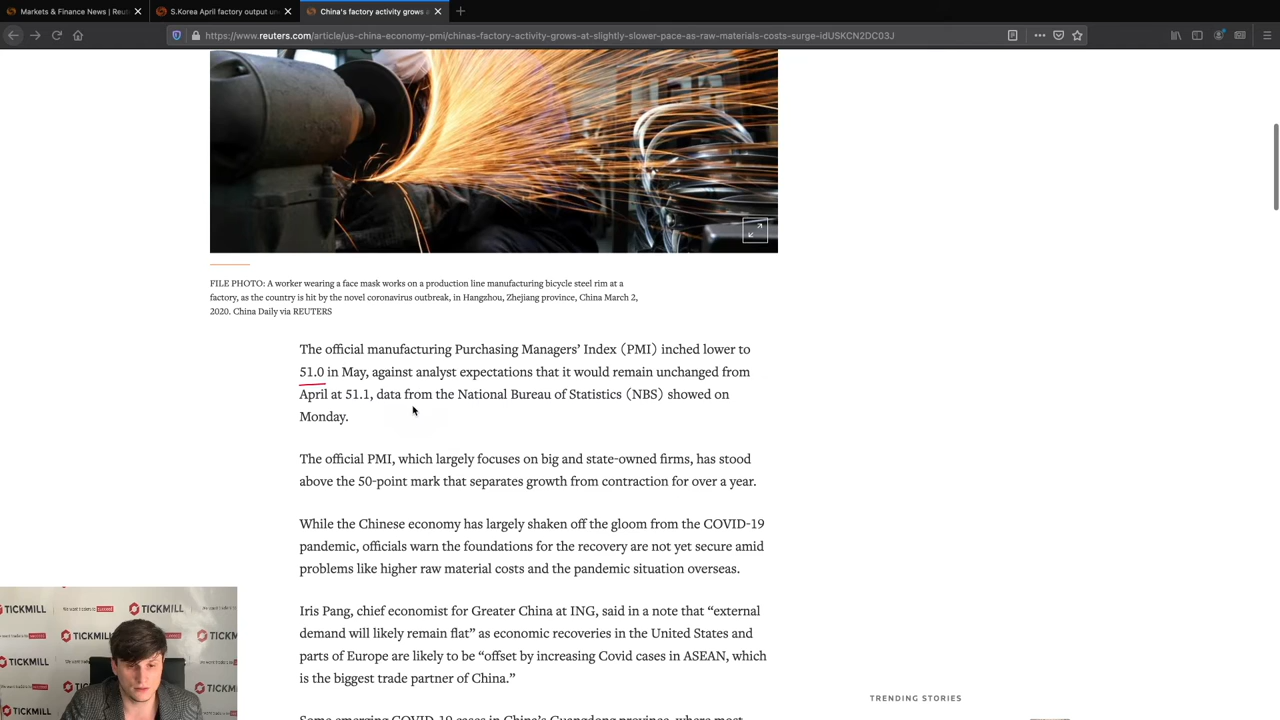 Markets & Finance News | Reu
S.Korea April factory output un
China's factory activity grows a
https://www.reuters.com/article/us-china-economy-pmi/chinas-factory-activity-grows-at-slightly-slower-pace-as-raw-materials-costs-surge-idUSKCN2DC03J
FILE PHOTO: A worker wearing a face mask works on a production line manufacturing bicycle steel rim at a
factory, as the country is hit by the novel coronavirus outbreak, in Hangzhou, Zhejiang province, China March 2,
2020. China Daily via REUTERS
The official manufacturing Purchasing Managers’ Index (PMI) inched lower to
51.0 in May, against analyst expectations that it would remain unchanged from
April at 51.1, data from the National Bureau of Statistics (NBS) showed on
Monday.
The official PMI, which largely focuses on big and state-owned firms, has stood
above the 50-point mark that separates growth from contraction for over a year.
While the Chinese economy has largely shaken off the gloom from the COVID-19
pandemic, officials warn the foundations for the recovery are not yet secure amid
problems like higher raw material costs and the pandemic situation overseas.
Iris Pang, chief economist for Greater China at ING, said in a note that “external
demand will likely remain flat” as economic recoveries in the United States and
parts of Europe are likely to be “offset by increasing Covid cases in ASEAN, which
is the biggest trade partner of China.”
Some emerging COVID-19 cases in China's Guangdong province, where most
TRENDING STORIES
TICKMILL
TICKMILL
TICKMILL
TICKMILL